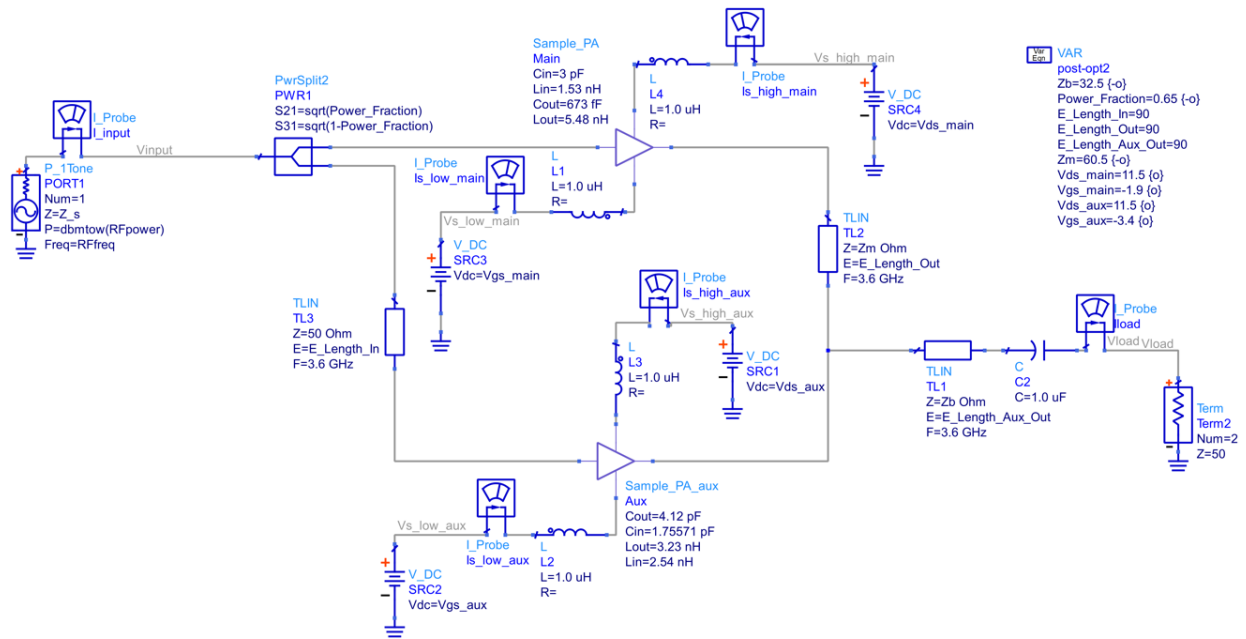 I_Probe
I_input
Vinput
P_1Tone
PORT1
Num=1
Z=Z_s
P=dbmtow(RFpower)
Freq=RFfreq
PwrSplit2
PWR1
S21=sqrt(Power_Fraction)
S31=sqrt(1-Power_Fraction)
Sample_PA
Main
Cin=3 pF
Lin=1.53 nH
Cout=673 fF
Lout=5.48 nH
L
L4
L=1.0 uH
R=
I_Probe
Is_high_main
Vs_high_main
V_DC
SRC4
Vdc=Vds_main
Var
Eqn
VAR
post-opt2
Zb=32.5 {-o}
Power_Fraction=0.65 {-o}
E_Length_In=90
E_Length_Out=90
E_Length_Aux_Out=90
Zm=60.5 {-o}
Vds_main=11.5 {o}
Vgs_main=-1.9 {o}
Vds_aux=11.5 {o}
Vgs_aux=-3.4 {o}
I_Probe
Is_low_main
Vs_low_main
L
L1
L=1.0 uH
R=
V_DC
SRC3
Vdc=Vgs_main
TLIN
TL2
Z=Zm Ohm
E=E_Length_Out
F=3.6 GHz
TLIN
TL3
Z=50 Ohm
E=E_Length_In
F=3.6 GHz
I_Probe
Is_high_aux
Vs_high_aux
L
L3
L=1.0 uH
R=
V_DC
SRC1
Vdc=Vds_aux
TLIN
TL1
Z=Zb Ohm
E=E_Length_Aux_Out
F=3.6 GHz
C
C2
C=1.0 uF
I_Probe
Iload
Vload
Vload
Term
Term2
Num=2
Z=50
Sample_PA_aux
Aux
Cout=4.12 pF
Cin=1.75571 pF
Lout=3.23 nH
Lin=2.54 nH
Vs_low_aux
I_Probe
Is_low_aux
L
L2
L=1.0 uH
R=
V_DC
SRC2
Vdc=Vgs_aux